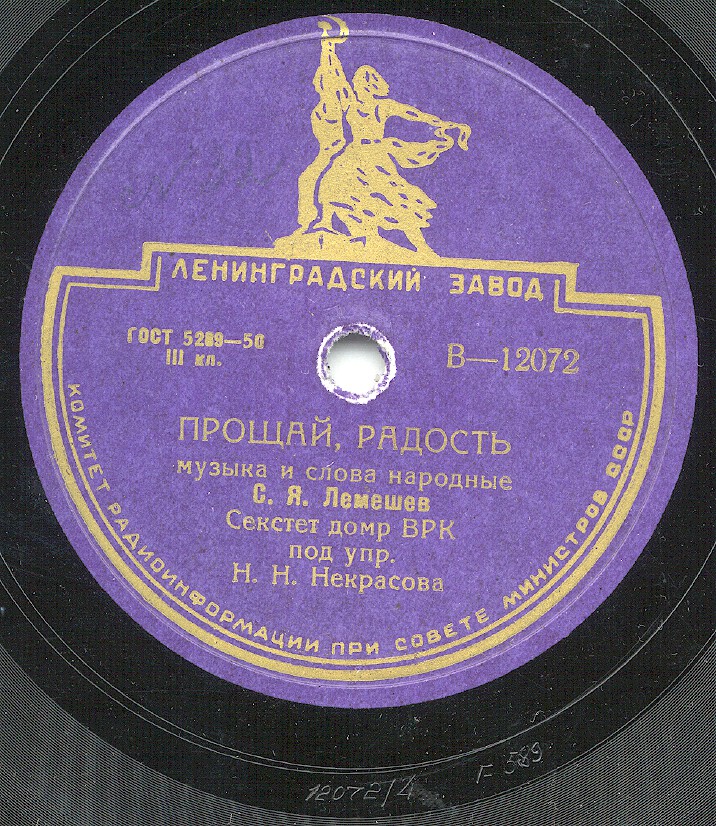 ЛЕНИНГРАДСКИЙ ЗАВОД
ГОСТ 5289—50
III кл.
В—12072
ПРОЩАЙ, РАДОСТЬ
музыка и слова народные
С. Я. Лемешев
Секстет домр ВРК
под упр.
Н. Н. Некрасова
КОМИТЕТ РАДИОИНФОРМАЦИИ ПРИ СОВЕТЕ МИНИСТРОВ СССР
12072/4
F 589